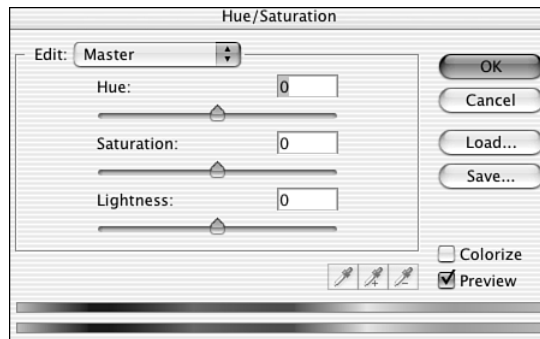 Hue/Saturation
Edit: Master
Hue: 0
Saturation: 0
Lightness: 0
OK
Cancel
Load...
Save...
Colorize
Preview